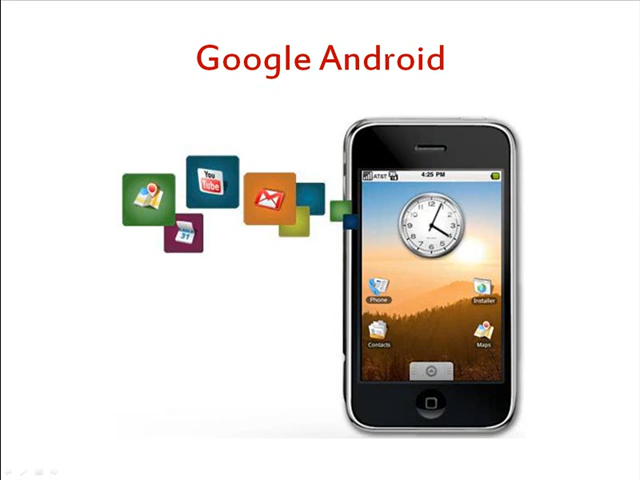 Google Android
AT&T 4:25 PM
You
Tube
31
Phone
Installer
Contacts
Maps